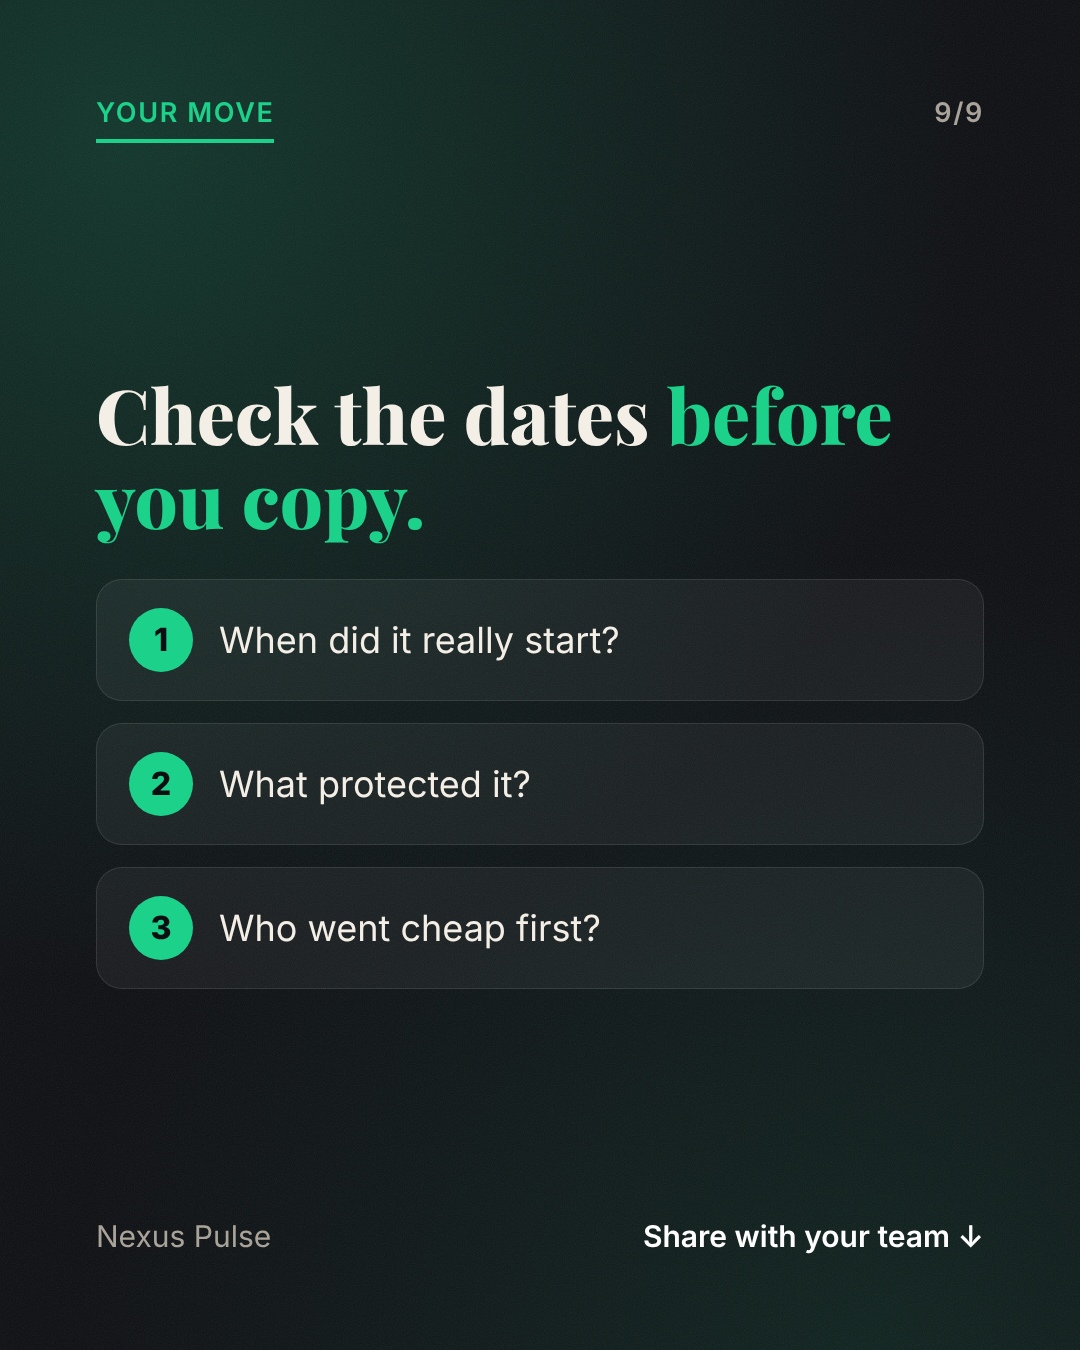 YOUR MOVE
9/9
Check the dates before
you copy.
1 When did it really start?
2 What protected it?
3 Who went cheap first?
Nexus Pulse
Share with your team ↓